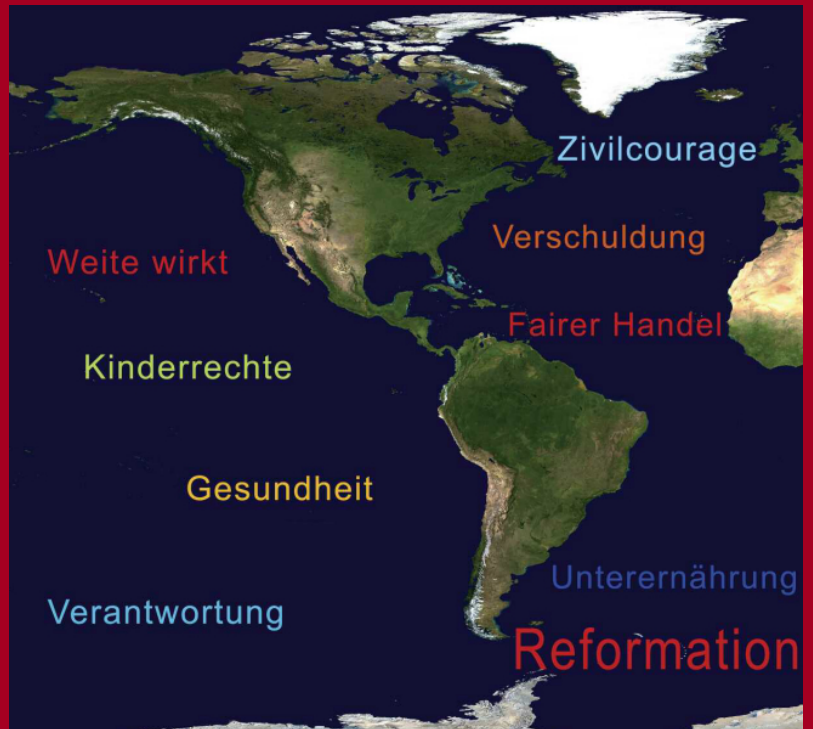 Zivilcourage
Verschuldung
Weite wirkt
Fairer Handel
Kinderrechte
Gesundheit
Unterernährung
Verantwortung
Reformation